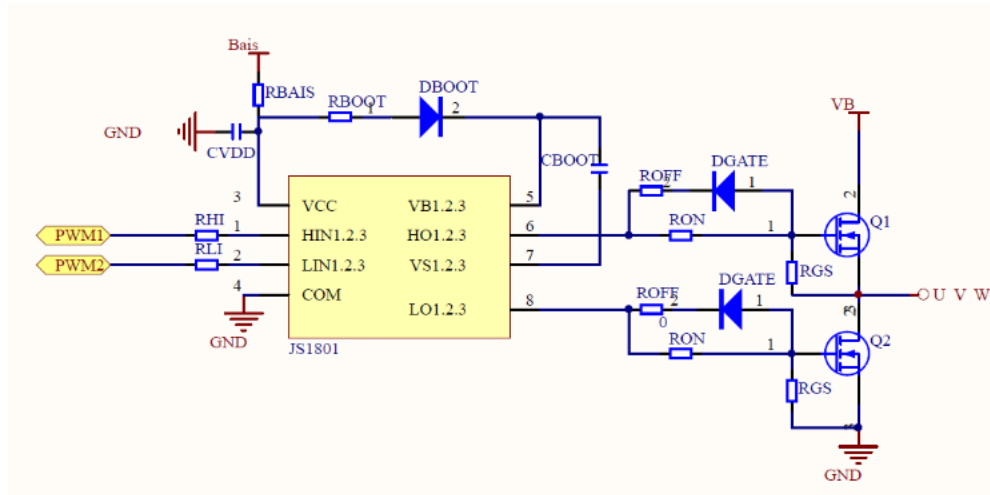 Bais
RBAIS
RBOOT
1
DBOOT
2
GND
CVDD
CBOOT
VB
ROFF
2
DGATE
1
2
3
VCC
VB1.2.3
5
PWM1
RHI
1
HIN1.2.3
HO1.2.3
6
RON
1
Q1
PWM2
RLI
2
LIN1.2.3
VS1.2.3
7
RGS
4
COM
ROFF
2
0
DGATE
1
U V W
GND
LO1.2.3
8
RON
1
Q2
JS1801
RGS
GND